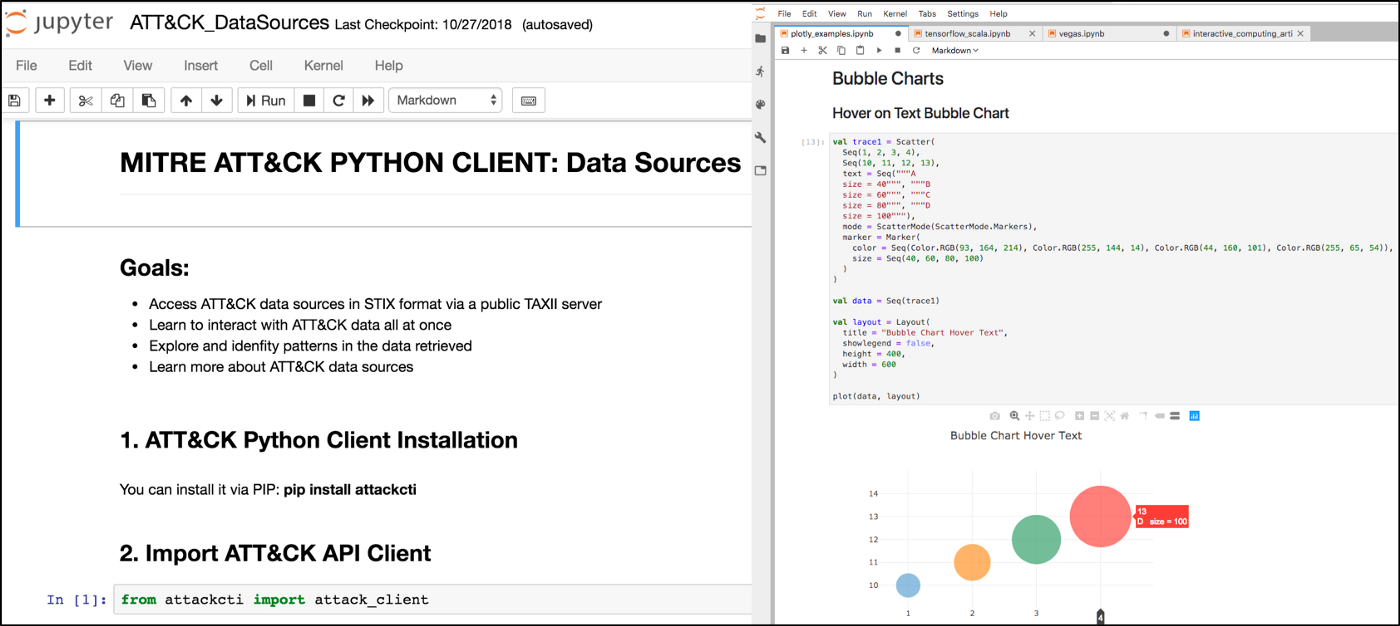 jupyter ATT&CK_DataSources Last Checkpoint: 10/27/2018 (autosaved)
File Edit View Insert Cell Kernel Help
Run Markdown
MITRE ATT&CK PYTHON CLIENT: Data Sources
Goals:
• Access ATT&CK data sources in STIX format via a public TAXII server
• Learn to interact with ATT&CK data all at once
• Explore and idenfity patterns in the data retrieved
• Learn more about ATT&CK data sources
1. ATT&CK Python Client Installation
You can install it via PIP: pip install attackcti
2. Import ATT&CK API Client
In [1]: from attackcti import attack_client
File Edit View Run Kernel Tabs Settings Help
plotly_examples.ipynb tensorflow_scala.ipynb vegas.ipynb interactive_computing_arti
Markdown
Bubble Charts
Hover on Text Bubble Chart
[13]: val trace1 = Scatter(
Seq(1, 2, 3, 4),
Seq(10, 11, 12, 13),
text = Seq("""A
size = 40""", """B
size = 60""", """C
size = 80""", """D
size = 100"""),
mode = ScatterMode(ScatterMode.Markers),
marker = Marker(
color = Seq(Color.RGB(93, 164, 214), Color.RGB(255, 144, 14), Color.RGB(44, 160, 101), Color.RGB(255, 65, 54)),
size = Seq(40, 60, 80, 100)
)
)
val data = Seq(trace1)
val layout = Layout(
title = "Bubble Chart Hover Text",
showlegend = false,
height = 400,
width = 600
)
plot(data, layout)
Bubble Chart Hover Text
14
13
12
11
10
13
D size = 100
1 2 3 4